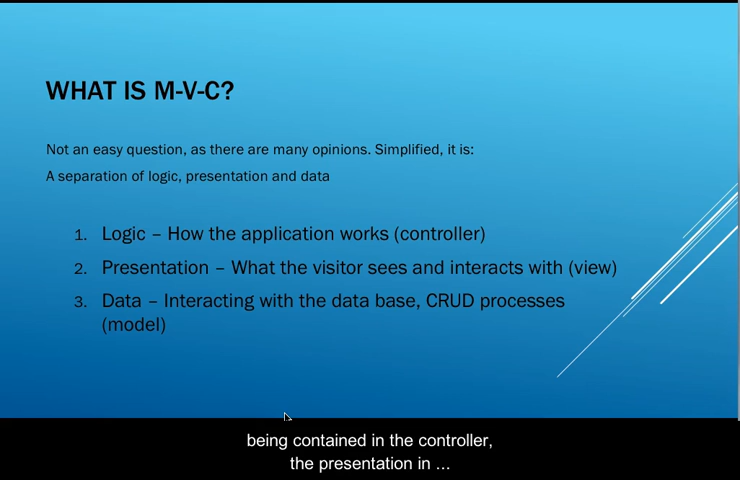 WHAT IS M-V-C?
Not an easy question, as there are many opinions. Simplified, it is:
A separation of logic, presentation and data
1. Logic – How the application works (controller)
2. Presentation – What the visitor sees and interacts with (view)
3. Data – Interacting with the data base, CRUD processes
(model)
being contained in the controller,
the presentation in ...